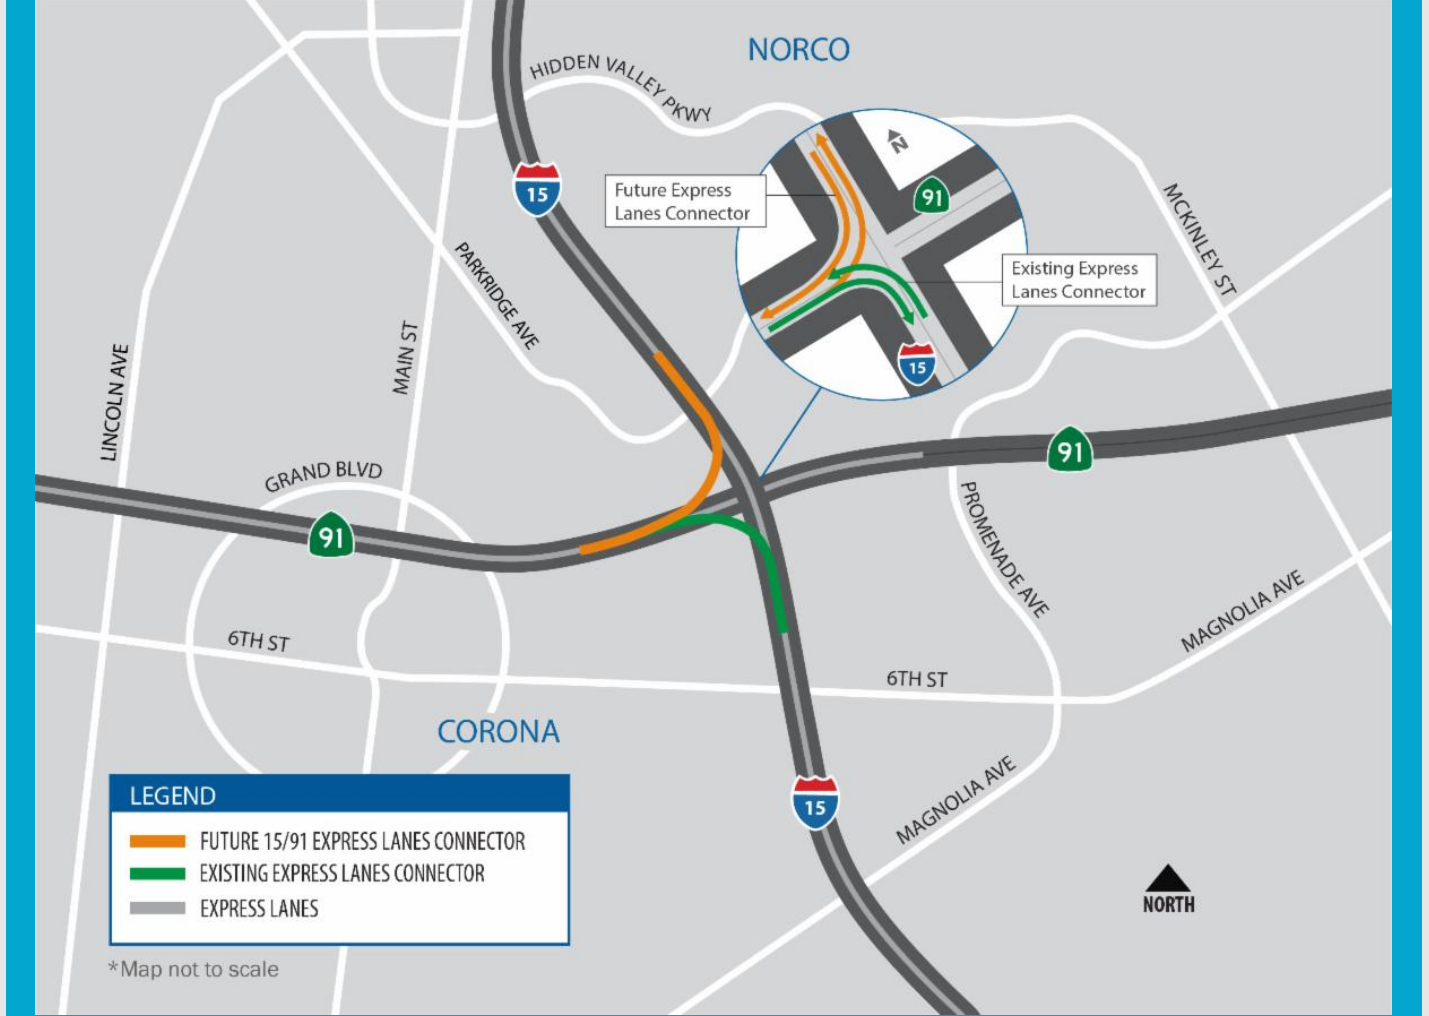 NORCO
HIDDEN VALLEY PKWY
N
15
Future Express
Lanes Connector
91
MCKINLEY ST
PARKRIDGE AVE
Existing Express
Lanes Connector
MAIN ST
LINCOLN AVE
15
91
GRAND BLVD
PROMENADE AVE
91
MAGNOLIA AVE
6TH ST
6TH ST
CORONA
MAGNOLIA AVE
15
LEGEND
FUTURE 15/91 EXPRESS LANES CONNECTOR
EXISTING EXPRESS LANES CONNECTOR
EXPRESS LANES
NORTH
*Map not to scale